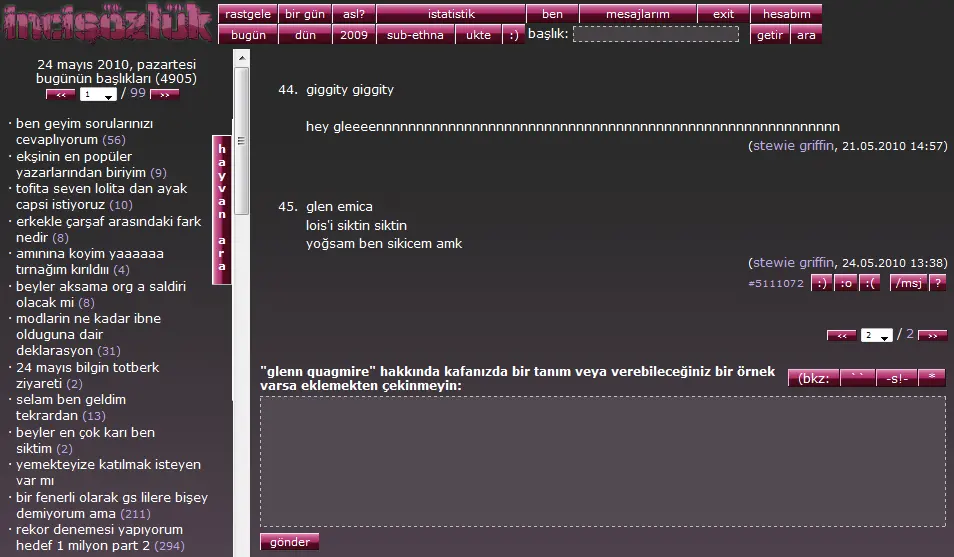 incisözlük
rastgele bir gün asl? istatistik ben mesajlarım exit hesabım
bugün dün 2009 sub-ethna ukte :) başlık: getir ara
24 mayıs 2010, pazartesi
bugünün başlıkları (4905)
<< 1 / 99 >>
· ben geyim sorularınızı
cevaplıyorum (56)
· ekşinin en popüler
yazarlarından biriyim (9)
· tofita seven lolita dan ayak
capsi istiyoruz (10)
· erkekle çarşaf arasındaki fark
nedir (8)
· amınına koyim yaaaaaa
tırnağım kırıldııı (4)
· beyler aksama org a saldiri
olacak mi (8)
· modlarin ne kadar ibne
olduguna dair
deklarasyon (31)
· 24 mayıs bilgin totberk
ziyareti (2)
· selam ben geldim
tekrardan (13)
· beyler en çok karı ben
siktim (2)
· yemekteyize katılmak isteyen
var mı
· bir fenerli olarak gs lilere bişey
demiyorum ama (211)
· rekor denemesi yapıyorum
hedef 1 milyon part 2 (294)
hayvan ara
44. giggity giggity
hey gleeeennnnnnnnnnnnnnnnnnnnnnnnnnnnnnnnnnnnnnnnnnnnnnnnnnnnnnnnnn
(stewie griffin, 21.05.2010 14:57)
45. glen emica
lois'i siktin siktin
yoğsam ben sikicem amk
(stewie griffin, 24.05.2010 13:38)
#5111072 :) :o :( /msj ?
<< 2 / 2 >>
"glenn quagmire" hakkında kafanızda bir tanım veya verebileceğiniz bir örnek
varsa eklemekten çekinmeyin:
(bkz: `` -s!- *
gönder